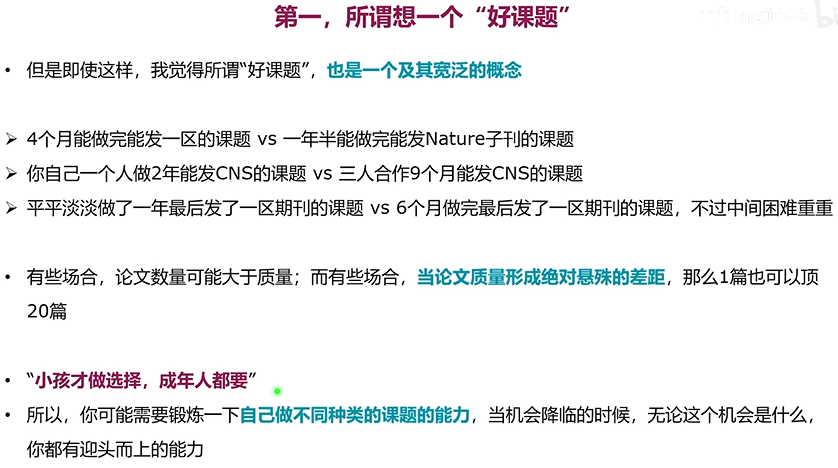 第一，所谓想一个“好课题”
• 但是即使这样，我觉得所谓“好课题”，也是一个及其宽泛的概念
➢ 4个月能做完能发一区的课题 vs 一年半能做完能发Nature子刊的课题
➢ 你自己一个人做2年能发CNS的课题 vs 三人合作9个月能发CNS的课题
➢ 平平淡淡做了一年最后发了一区期刊的课题 vs 6个月做完最后发了一区期刊的课题，不过中间困难重重
• 有些场合，论文数量可能大于质量；而有些场合，当论文质量形成绝对悬殊的差距，那么1篇也可以顶
20篇
• “小孩才做选择，成年人都要”
• 所以，你可能需要锻炼一下自己做不同种类的课题的能力，当机会降临的时候，无论这个机会是什么，
你都有迎头而上的能力